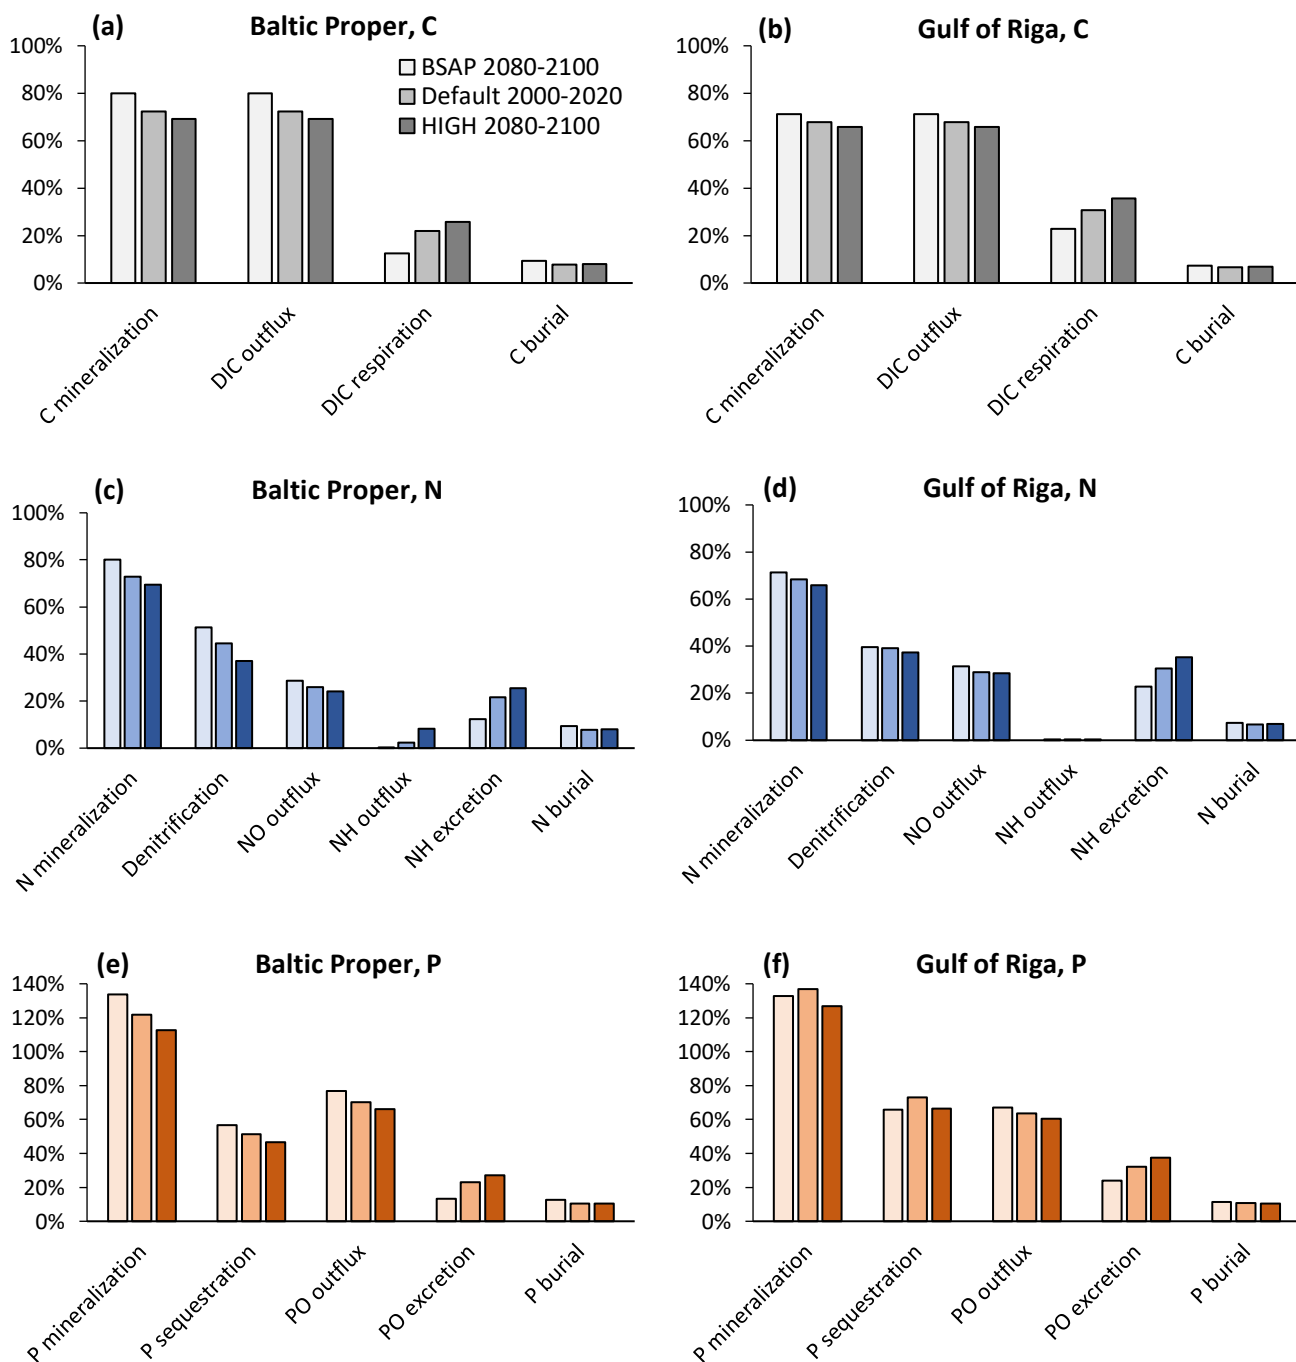 (a) Baltic Proper, C
100%
80%
60%
40%
20%
0%
BSAP 2080-2100
Default 2000-2020
HIGH 2080-2100
C mineralization
DIC outflux
DIC respiration
C burial
(b) Gulf of Riga, C
100%
80%
60%
40%
20%
0%
C mineralization
DIC outflux
DIC respiration
C burial
(c) Baltic Proper, N
100%
80%
60%
40%
20%
0%
N mineralization
Denitrification
NO outflux
NH outflux
NH excretion
N burial
(d) Gulf of Riga, N
100%
80%
60%
40%
20%
0%
N mineralization
Denitrification
NO outflux
NH outflux
NH excretion
N burial
(e) Baltic Proper, P
140%
120%
100%
80%
60%
40%
20%
0%
P mineralization
P sequestration
PO outflux
PO excretion
P burial
(f) Gulf of Riga, P
140%
120%
100%
80%
60%
40%
20%
0%
P mineralization
P sequestration
PO outflux
PO excretion
P burial